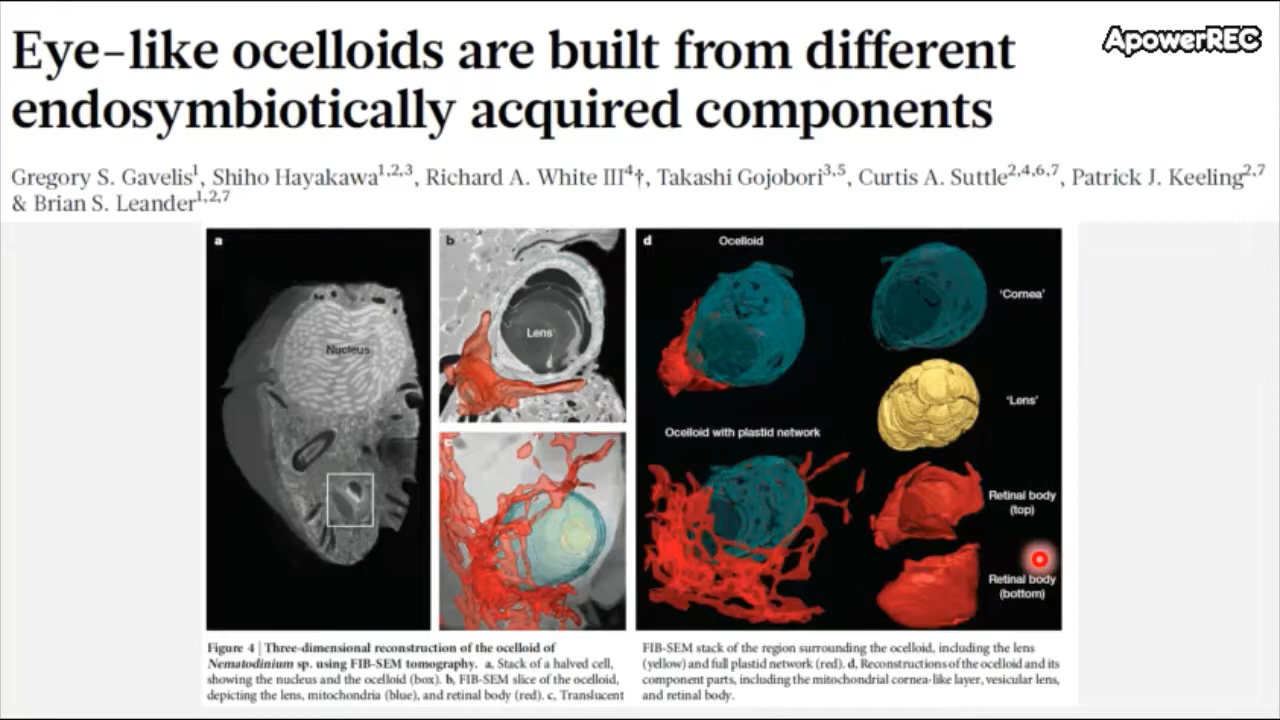 Eye-like ocelloids are built from different
endosymbiotically acquired components
ApowerREC
Gregory S. Gavelis1, Shiho Hayakawa1,2,3, Richard A. White III4†, Takashi Gojobori3,5, Curtis A. Suttle2,4,6,7, Patrick J. Keeling2,7
& Brian S. Leander1,2,7
a
Nucleus
b
Lens
c
d
Ocelloid
'Cornea'
'Lens'
Ocelloid with plastid network
Retinal body
(top)
Retinal body
(bottom)
Figure 4 | Three-dimensional reconstruction of the ocelloid of
Nematodinium sp. using FIB-SEM tomography. a, Stack of a halved cell,
showing the nucleus and the ocelloid (box). b, FIB-SEM slice of the ocelloid,
depicting the lens, mitochondria (blue), and retinal body (red). c, Translucent
FIB-SEM stack of the region surrounding the ocelloid, including the lens
(yellow) and full plastid network (red). d, Reconstructions of the ocelloid and its
component parts, including the mitochondrial cornea-like layer, vesicular lens,
and retinal body.